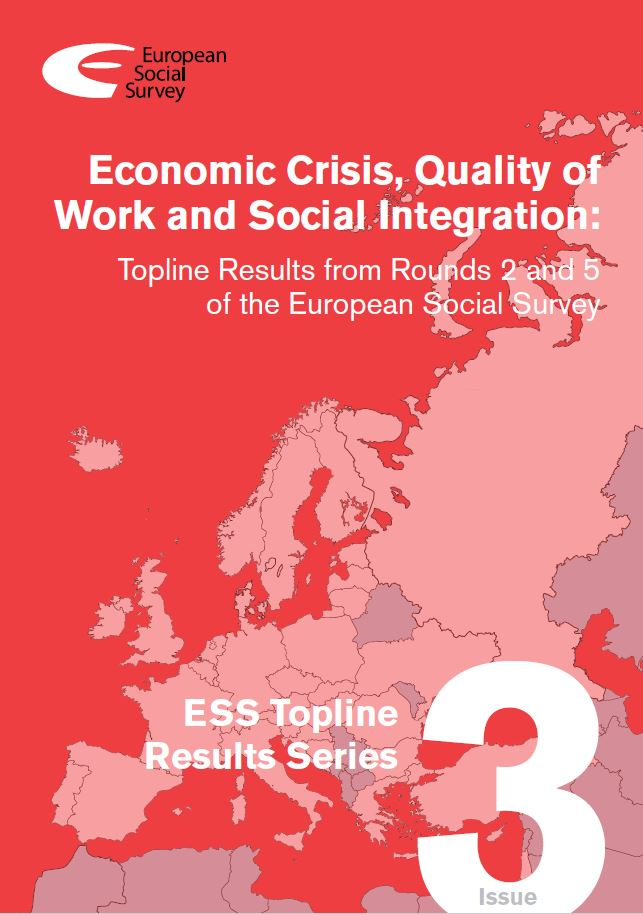 European
Social
Survey
Economic Crisis, Quality of
Work and Social Integration:
Topline Results from Rounds 2 and 5
of the European Social Survey
ESS Topline
Results Series
3
Issue